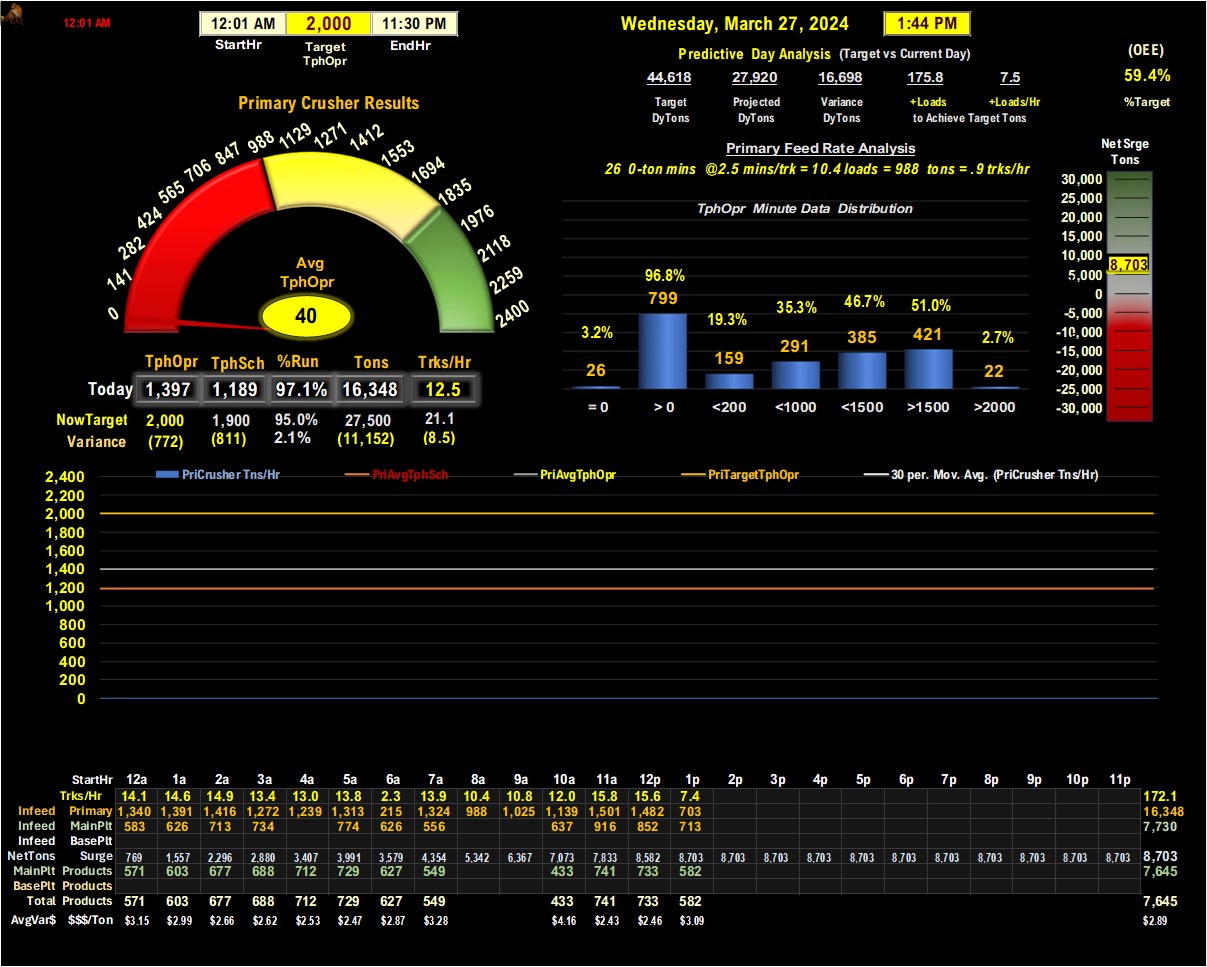 12:01 AM
12:01 AM 2,000 11:30 PM
StartHr Target TphOpr EndHr
Wednesday, March 27, 2024 1:44 PM
Predictive Day Analysis (Target vs Current Day)
44,618 27,920 16,698 175.8 7.5
Target DyTons Projected DyTons Variance DyTons +Loads +Loads/Hr
to Achieve Target Tons
(OEE)
59.4%
%Target
Primary Crusher Results
0 141 282 424 565 706 847 988 1129 1271 1412 1553 1694 1835 1976 2118 2259 2400
Avg
TphOpr
40
TphOpr TphSch %Run Tons Trks/Hr
Today 1,397 1,189 97.1% 16,348 12.5
NowTarget 2,000 1,900 95.0% 27,500 21.1
Variance (772) (811) 2.1% (11,152) (8.5)
Primary Feed Rate Analysis
26 0-ton mins @2.5 mins/trk = 10.4 loads = 988 tons = .9 trks/hr
TphOpr Minute Data Distribution
3.2% 96.8% 19.3% 35.3% 46.7% 51.0% 2.7%
26 799 159 291 385 421 22
= 0 > 0 <200 <1000 <1500 >1500 >2000
Net Srge
Tons
30,000
25,000
20,000
15,000
10,000
8,703
5,000
0
-5,000
-10,000
-15,000
-20,000
-25,000
-30,000
PriCrusher Tns/Hr PriAvgTphSch PriAvgTphOpr PriTargetTphOpr 30 per. Mov. Avg. (PriCrusher Tns/Hr)
2,400
2,200
2,000
1,800
1,600
1,400
1,200
1,000
800
600
400
200
0
StartHr 12a 1a 2a 3a 4a 5a 6a 7a 8a 9a 10a 11a 12p 1p 2p 3p 4p 5p 6p 7p 8p 9p 10p 11p
Trks/Hr 14.1 14.6 14.9 13.4 13.0 13.8 2.3 13.9 10.4 10.8 12.0 15.8 15.6 7.4 172.1
Infeed Primary 1,340 1,391 1,416 1,272 1,239 1,313 215 1,324 988 1,025 1,139 1,501 1,482 703 16,348
Infeed MainPlt 583 626 713 734 774 626 556 637 916 852 713 7,730
Infeed BasePlt
NetTons Surge 769 1,557 2,296 2,880 3,407 3,991 3,579 4,354 5,342 6,367 7,073 7,833 8,582 8,703 8,703 8,703 8,703 8,703 8,703 8,703 8,703 8,703 8,703 8,703 8,703
MainPlt Products 571 603 677 688 712 729 627 549 433 741 733 582 7,645
BasePlt Products
Total Products 571 603 677 688 712 729 627 549 433 741 733 582 7,645
AvgVar$ $$$/Ton $3.15 $2.99 $2.66 $2.62 $2.53 $2.47 $2.87 $3.28 $4.16 $2.43 $2.46 $3.09 $2.89